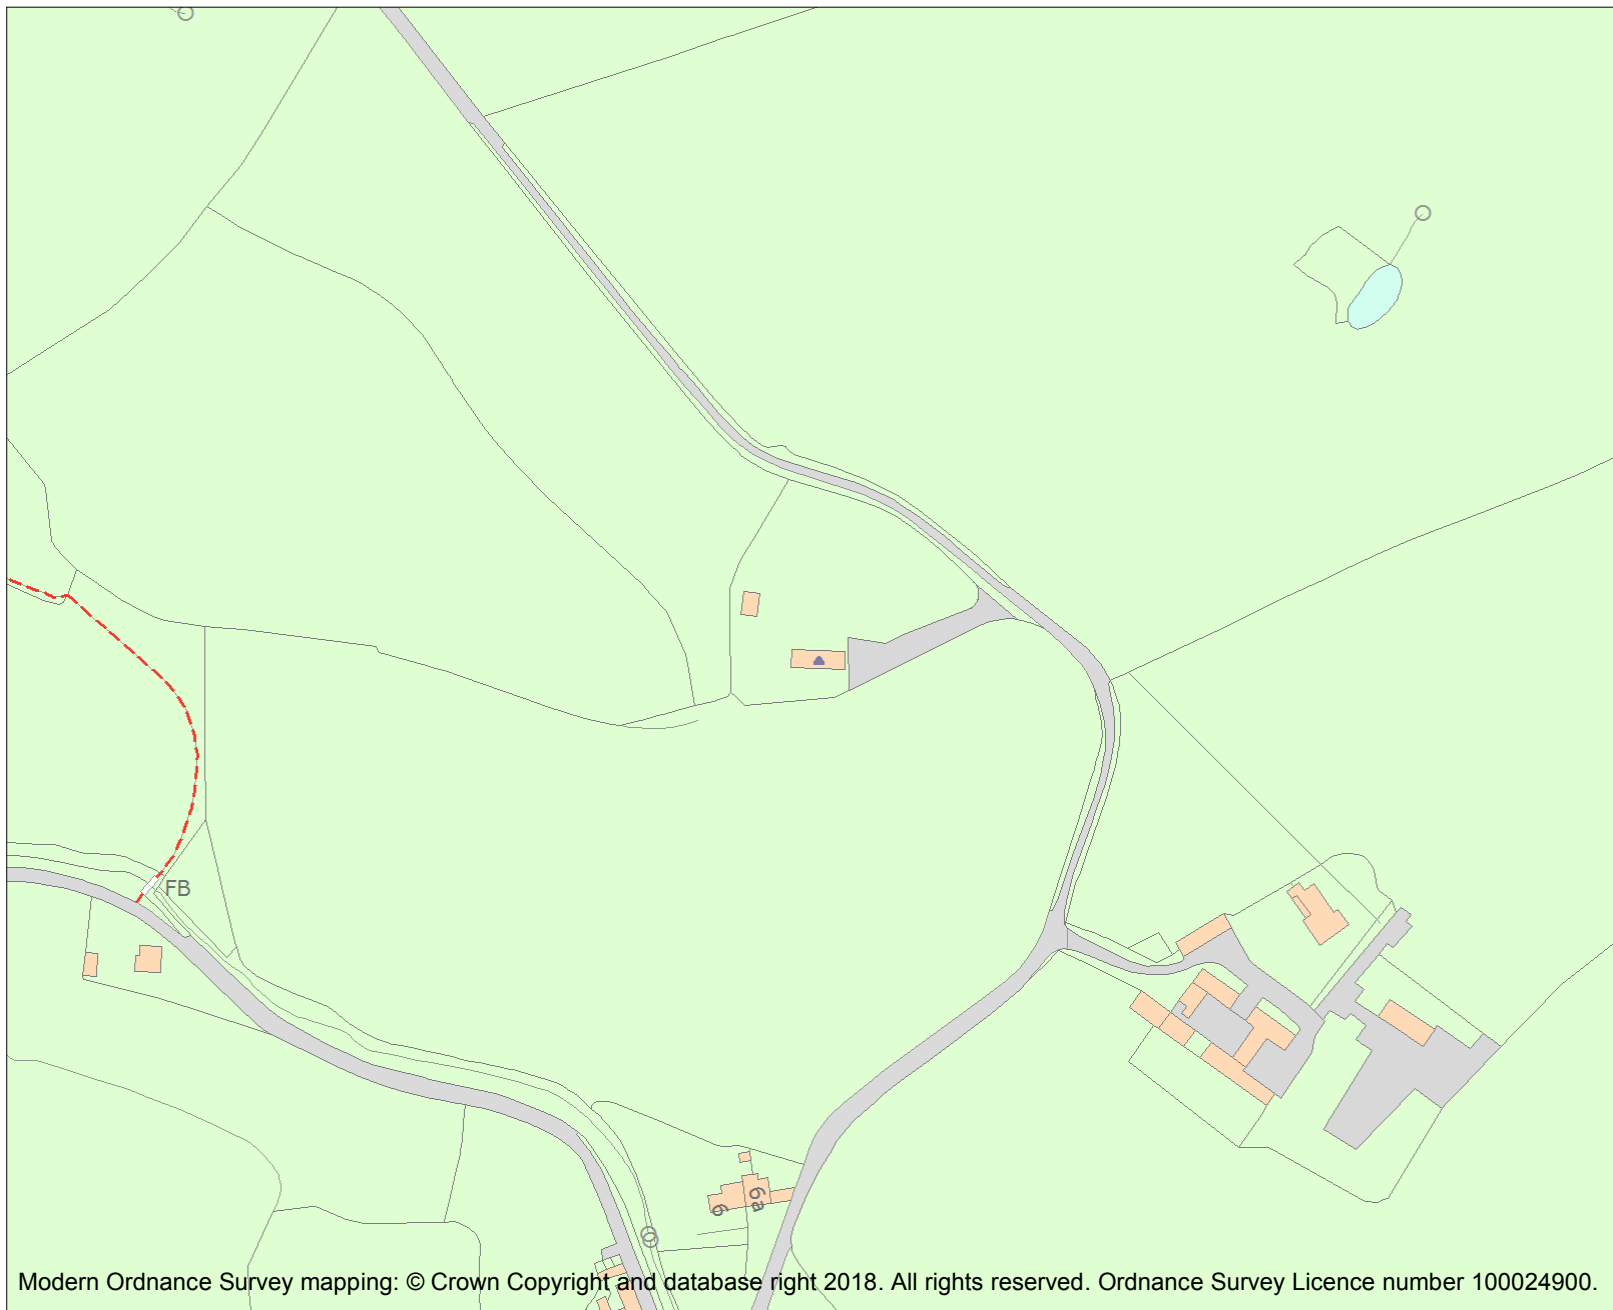 FB
6a
6
Modern Ordnance Survey mapping: © Crown Copyright and database right 2018. All rights reserved. Ordnance Survey Licence number 100024900.